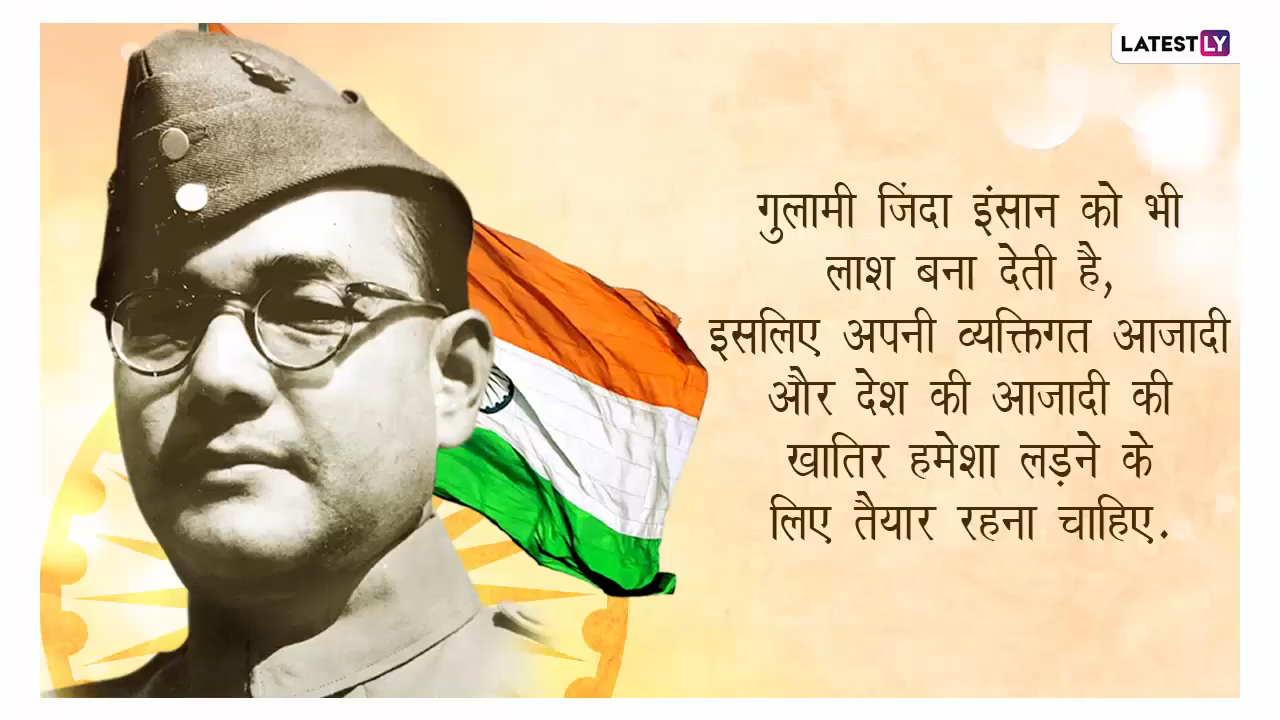 LATESTLY
गुलामी जिंदा इंसान को भी
लाश बना देती है,
इसलिए अपनी व्यक्तिगत आजादी
और देश की आजादी की
खातिर हमेशा लड़ने के
लिए तैयार रहना चाहिए.